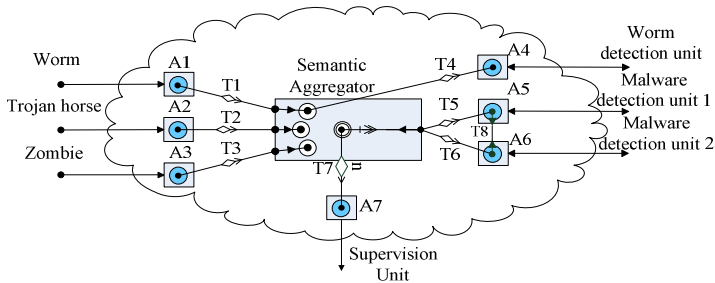 Worm
Trojan horse
Zombie
A1
A2
A3
T1
T2
T3
Semantic
Aggregator
T4
T5
T6
T7
n
T8
A4
A5
A6
A7
Worm
detection unit
Malware
detection unit 1
Malware
detection unit 2
Supervision
Unit